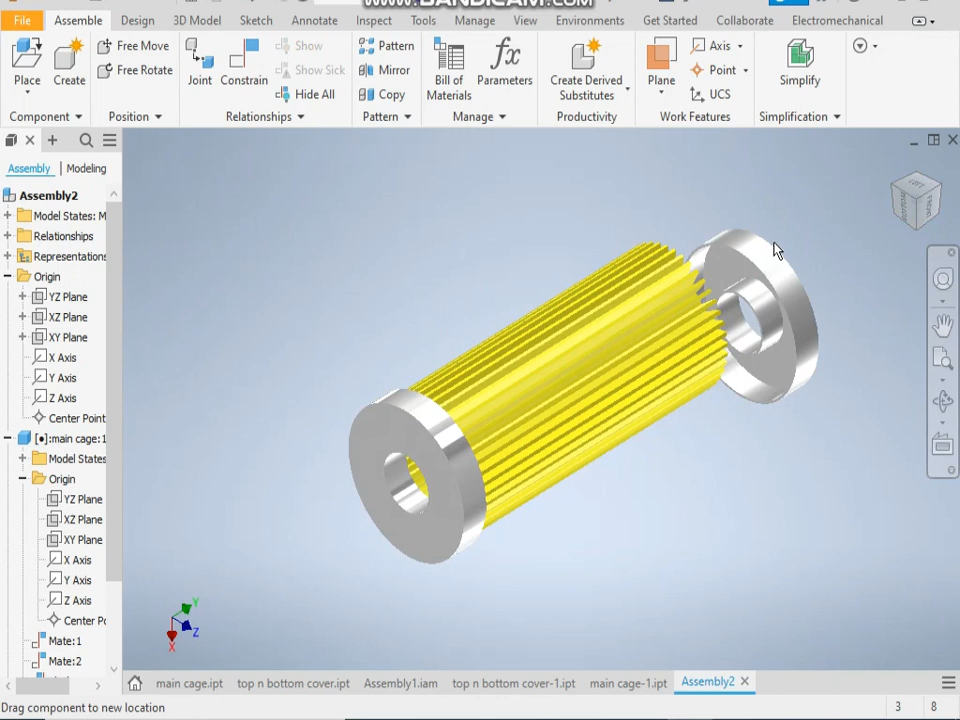 WWW.BANDICAM.COM
File Assemble Design 3D Model Sketch Annotate Inspect Tools Manage View Environments Get Started Collaborate Electromechanical
Place
Create
Free Move
Free Rotate
Joint
Constrain
Show
Show Sick
Hide All
Pattern
Mirror
Copy
Bill of Materials
fx
Parameters
Create Derived Substitutes
Plane
Axis
Point
UCS
Simplify
Component Position Relationships Pattern Manage Productivity Work Features Simplification
Assembly Modeling
Assembly2
Model States: M
Relationships
Representations
Origin
YZ Plane
XZ Plane
XY Plane
X Axis
Y Axis
Z Axis
Center Point
[●]:main cage:1
Model States
Origin
YZ Plane
XZ Plane
XY Plane
X Axis
Y Axis
Z Axis
Center Po
Mate:1
Mate:2
LEFT
BOTTOM
FRONT
Y
Z
X
main cage.ipt top n bottom cover.ipt Assembly1.iam top n bottom cover-1.ipt main cage-1.ipt Assembly2
Drag component to new location 3 8